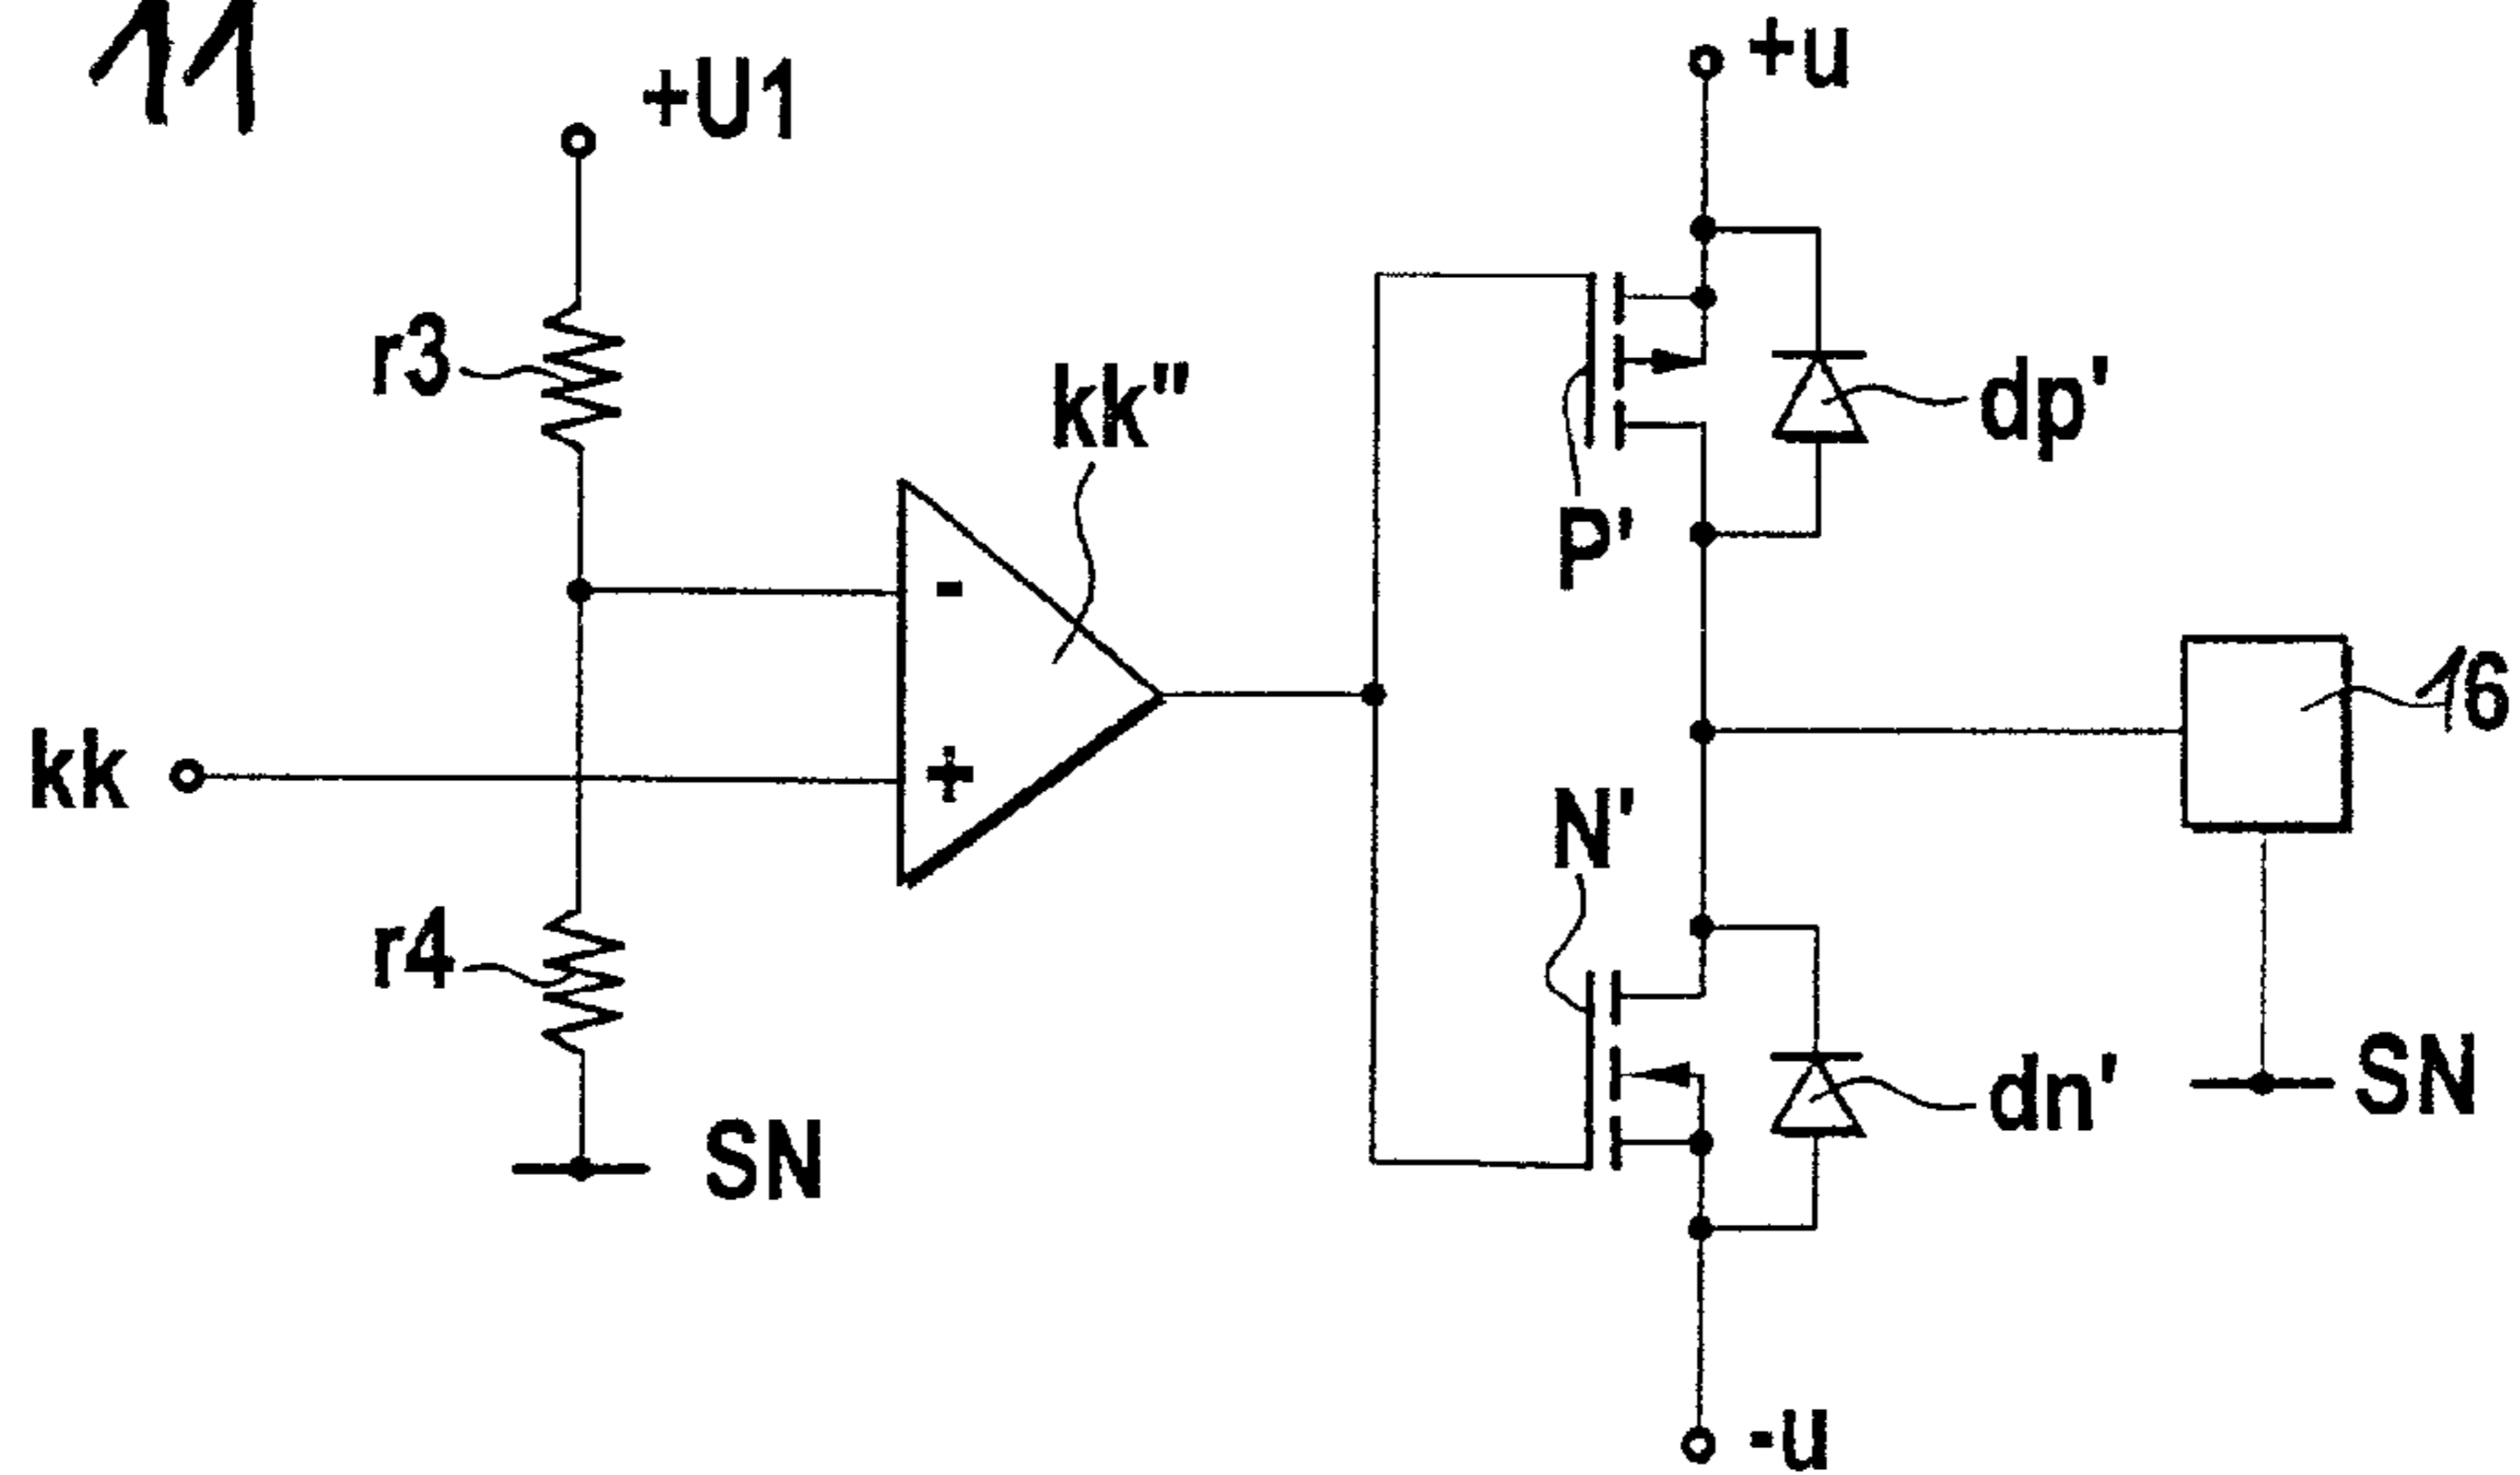 11
+U1
+u
r3
kk"
dp'
P'
-
16
kk
+
N'
r4
dn'
SN
SN
-u